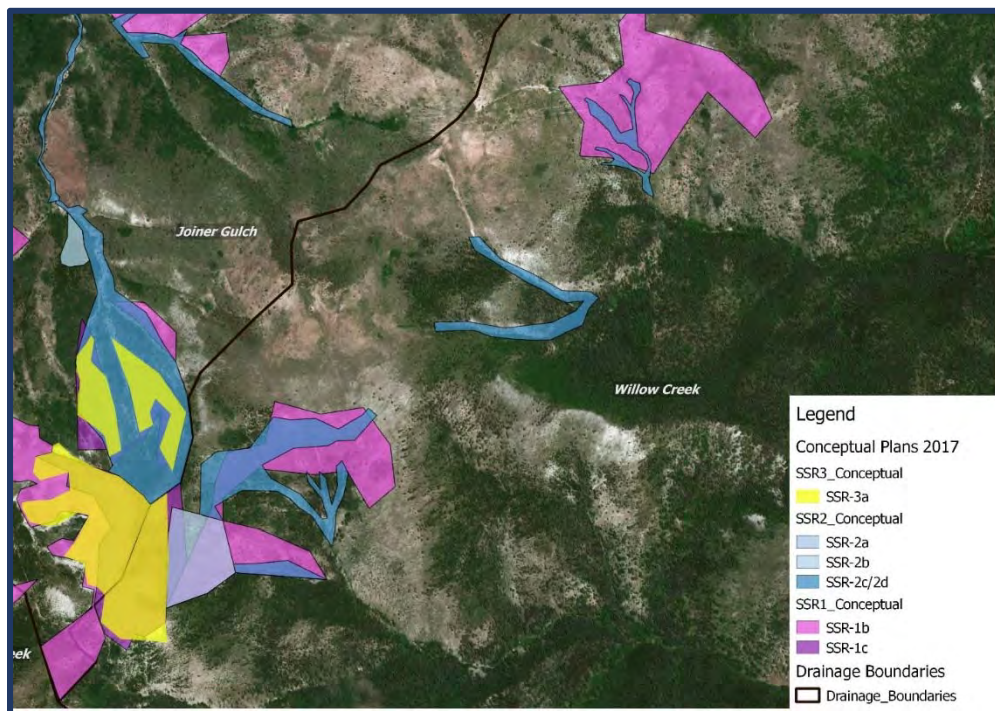 Joiner Gulch
Willow Creek
eek
Legend
Conceptual Plans 2017
SSR3_Conceptual
SSR-3a
SSR2_Conceptual
SSR-2a
SSR-2b
SSR-2c/2d
SSR1_Conceptual
SSR-1b
SSR-1c
Drainage Boundaries
Drainage_Boundaries